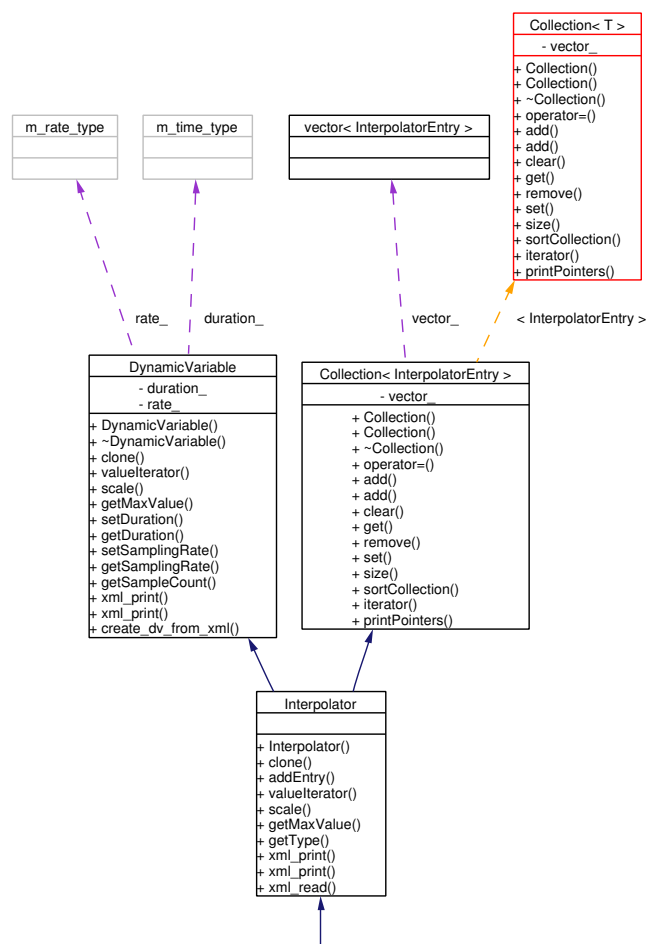 Collection< T >
- vector_
+ Collection()
+ Collection()
+ ~Collection()
+ operator=()
+ add()
+ add()
+ clear()
+ get()
+ remove()
+ set()
+ size()
+ sortCollection()
+ iterator()
+ printPointers()
m_rate_type
m_time_type
vector< InterpolatorEntry >
rate_
duration_
vector_
< InterpolatorEntry >
DynamicVariable
- duration_
- rate_
+ DynamicVariable()
+ ~DynamicVariable()
+ clone()
+ valueIterator()
+ scale()
+ getMaxValue()
+ setDuration()
+ getDuration()
+ setSamplingRate()
+ getSamplingRate()
+ getSampleCount()
+ xml_print()
+ xml_print()
+ create_dv_from_xml()
Collection< InterpolatorEntry >
- vector_
+ Collection()
+ Collection()
+ ~Collection()
+ operator=()
+ add()
+ add()
+ clear()
+ get()
+ remove()
+ set()
+ size()
+ sortCollection()
+ iterator()
+ printPointers()
Interpolator
+ Interpolator()
+ clone()
+ addEntry()
+ valueIterator()
+ scale()
+ getMaxValue()
+ getType()
+ xml_print()
+ xml_print()
+ xml_read()